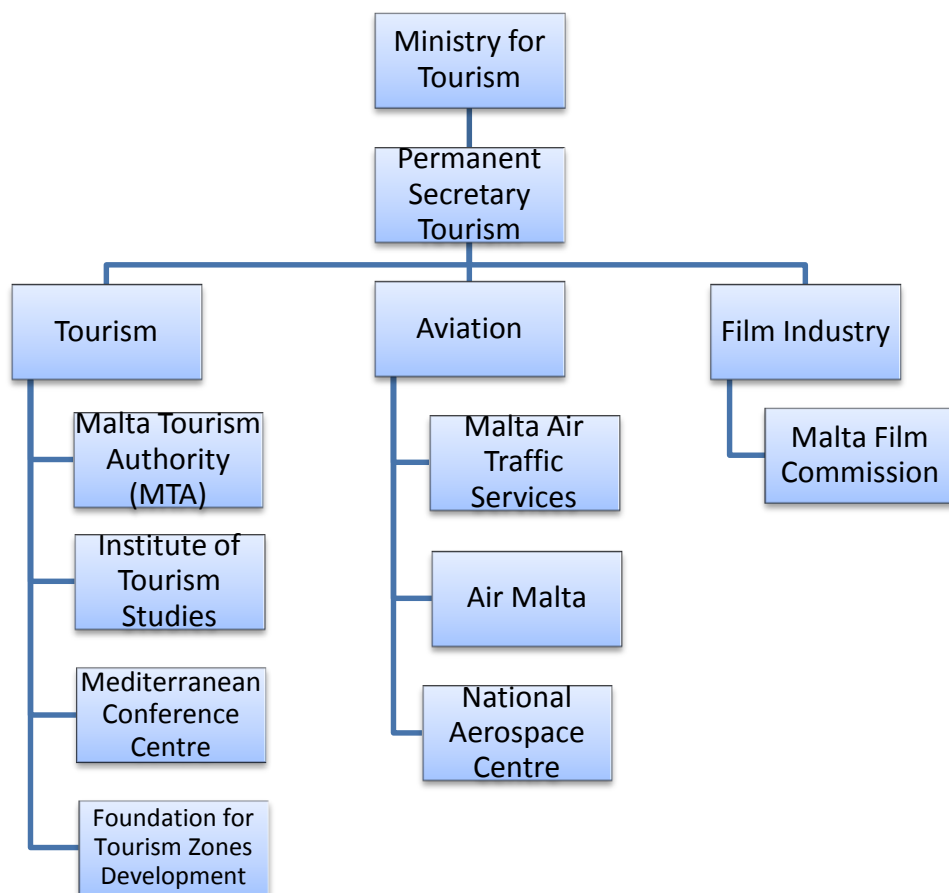 Ministry for
Tourism
Permanent
Secretary
Tourism
Tourism
Aviation
Film Industry
Malta Tourism
Authority
(MTA)
Institute of
Tourism
Studies
Mediterranean
Conference
Centre
Foundation for
Tourism Zones
Development
Malta Air
Traffic
Services
Air Malta
National
Aerospace
Centre
Malta Film
Commission